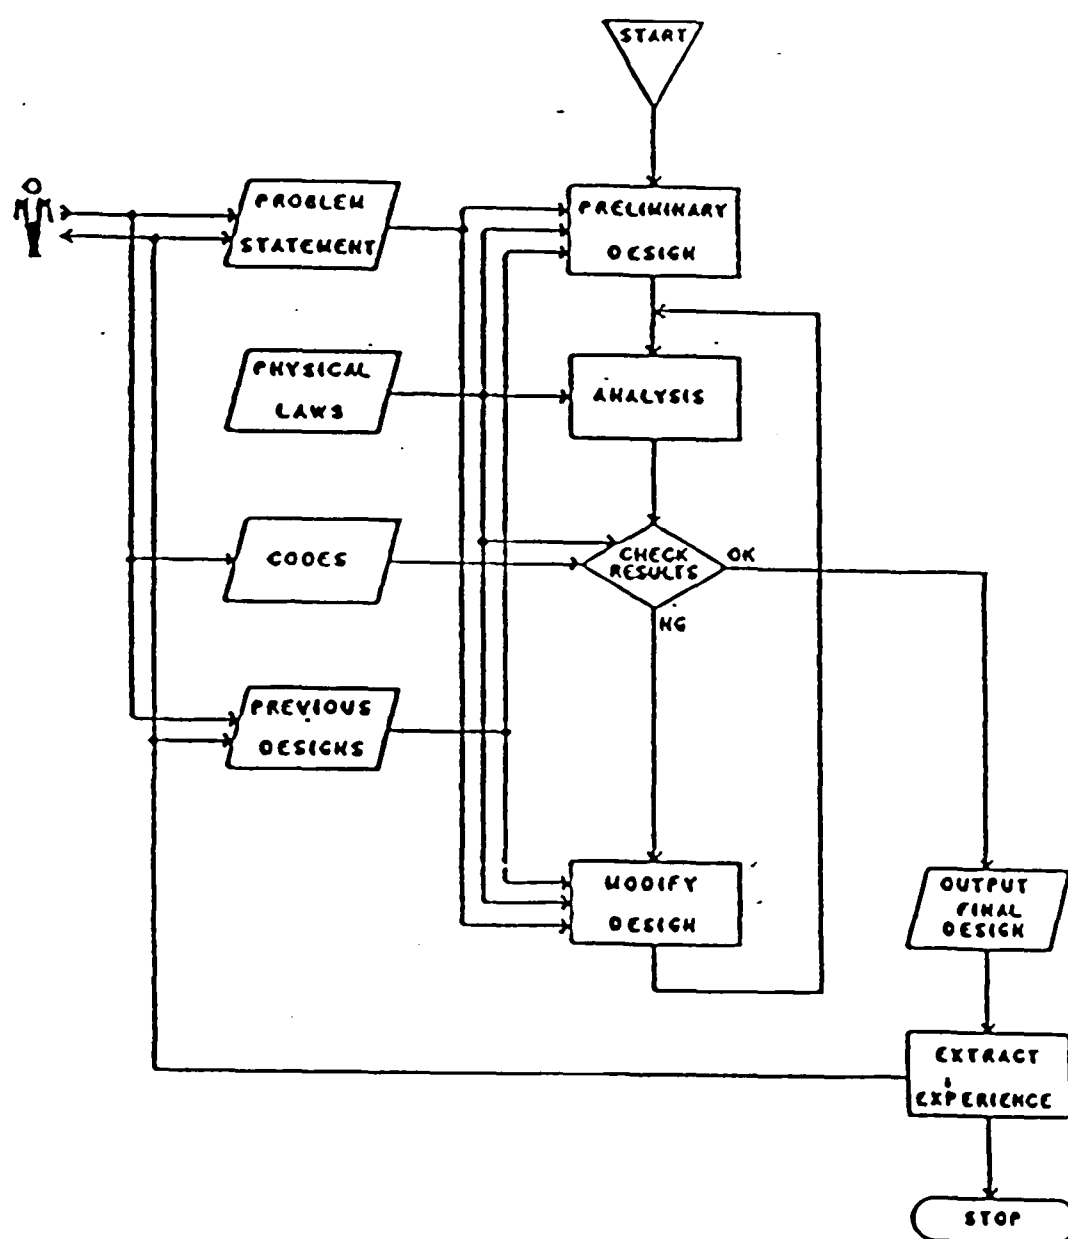 START
PROBLEM
STATEMENT
PRELIMINARY
DESIGN
PHYSICAL
LAWS
ANALYSIS
CODES
CHECK
RESULTS
OK
NG
PREVIOUS
DESIGNS
MODIFY
DESIGN
OUTPUT
FINAL
DESIGN
EXTRACT
EXPERIENCE
STOP